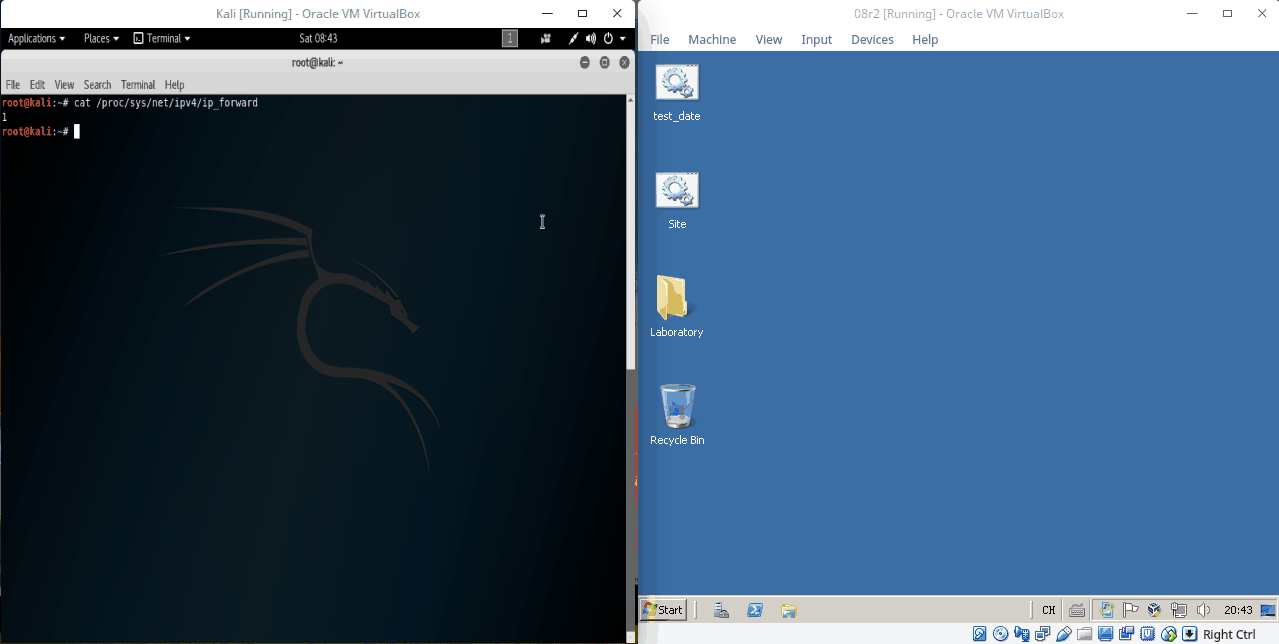 Kali [Running] - Oracle VM VirtualBox
Applications Places Terminal Sat 08:43 1
root@kali: ~
File Edit View Search Terminal Help
root@kali:~# cat /proc/sys/net/ipv4/ip_forward
1
root@kali:~#
08r2 [Running] - Oracle VM VirtualBox
File Machine View Input Devices Help
test_date
Site
Laboratory
Recycle Bin
Start CH 20:43
Right Ctrl